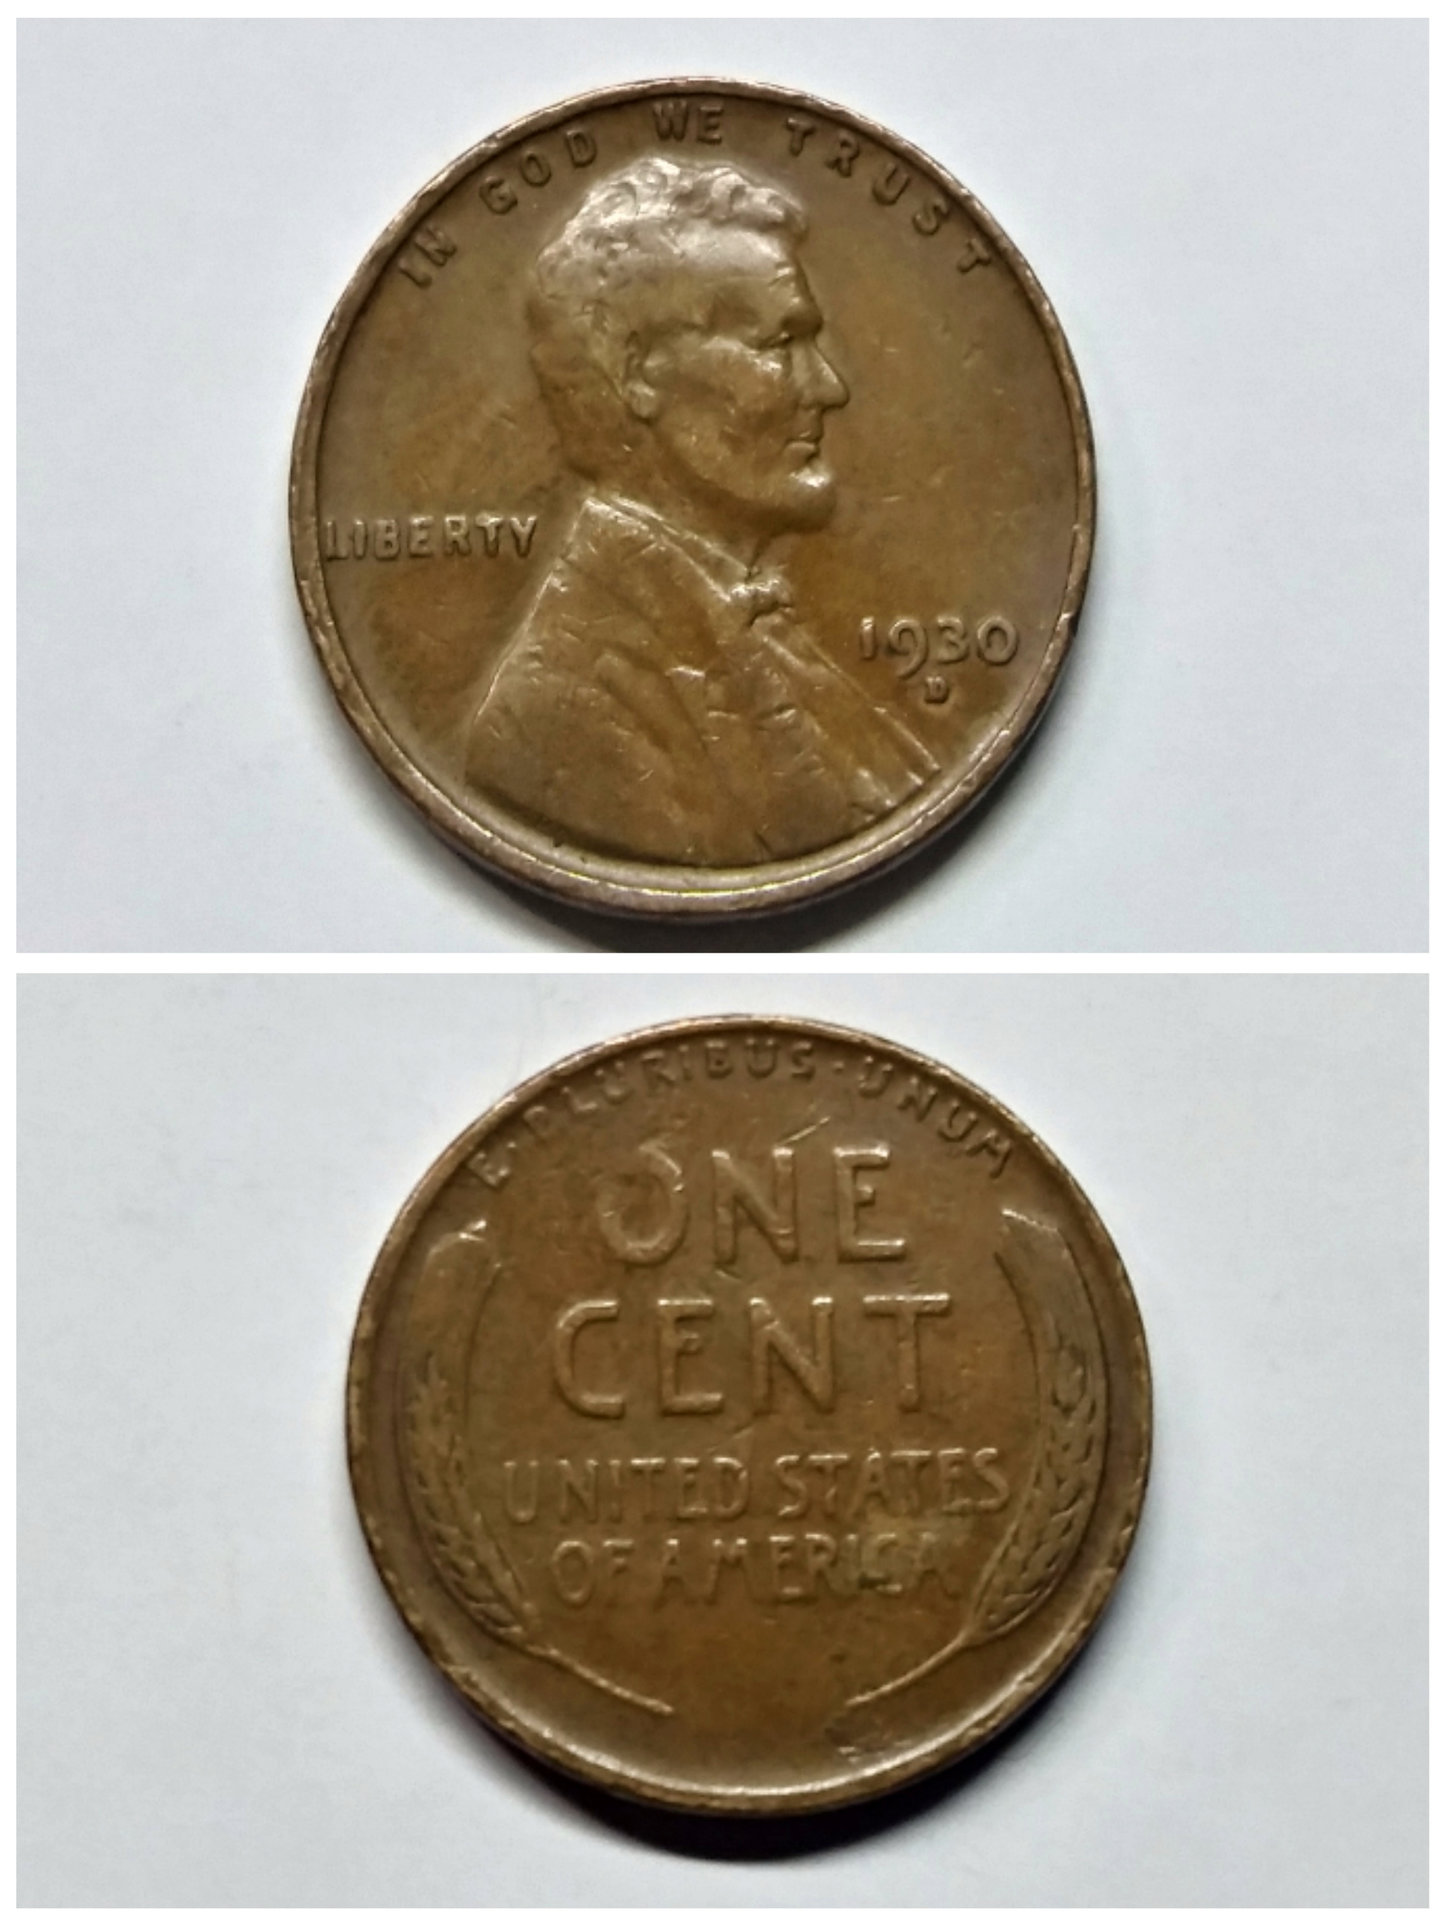 IN GOD WE TRUST
LIBERTY
1930
D
E·PLURIBUS·UNUM
ONE
CENT
UNITED STATES
OF AMERICA